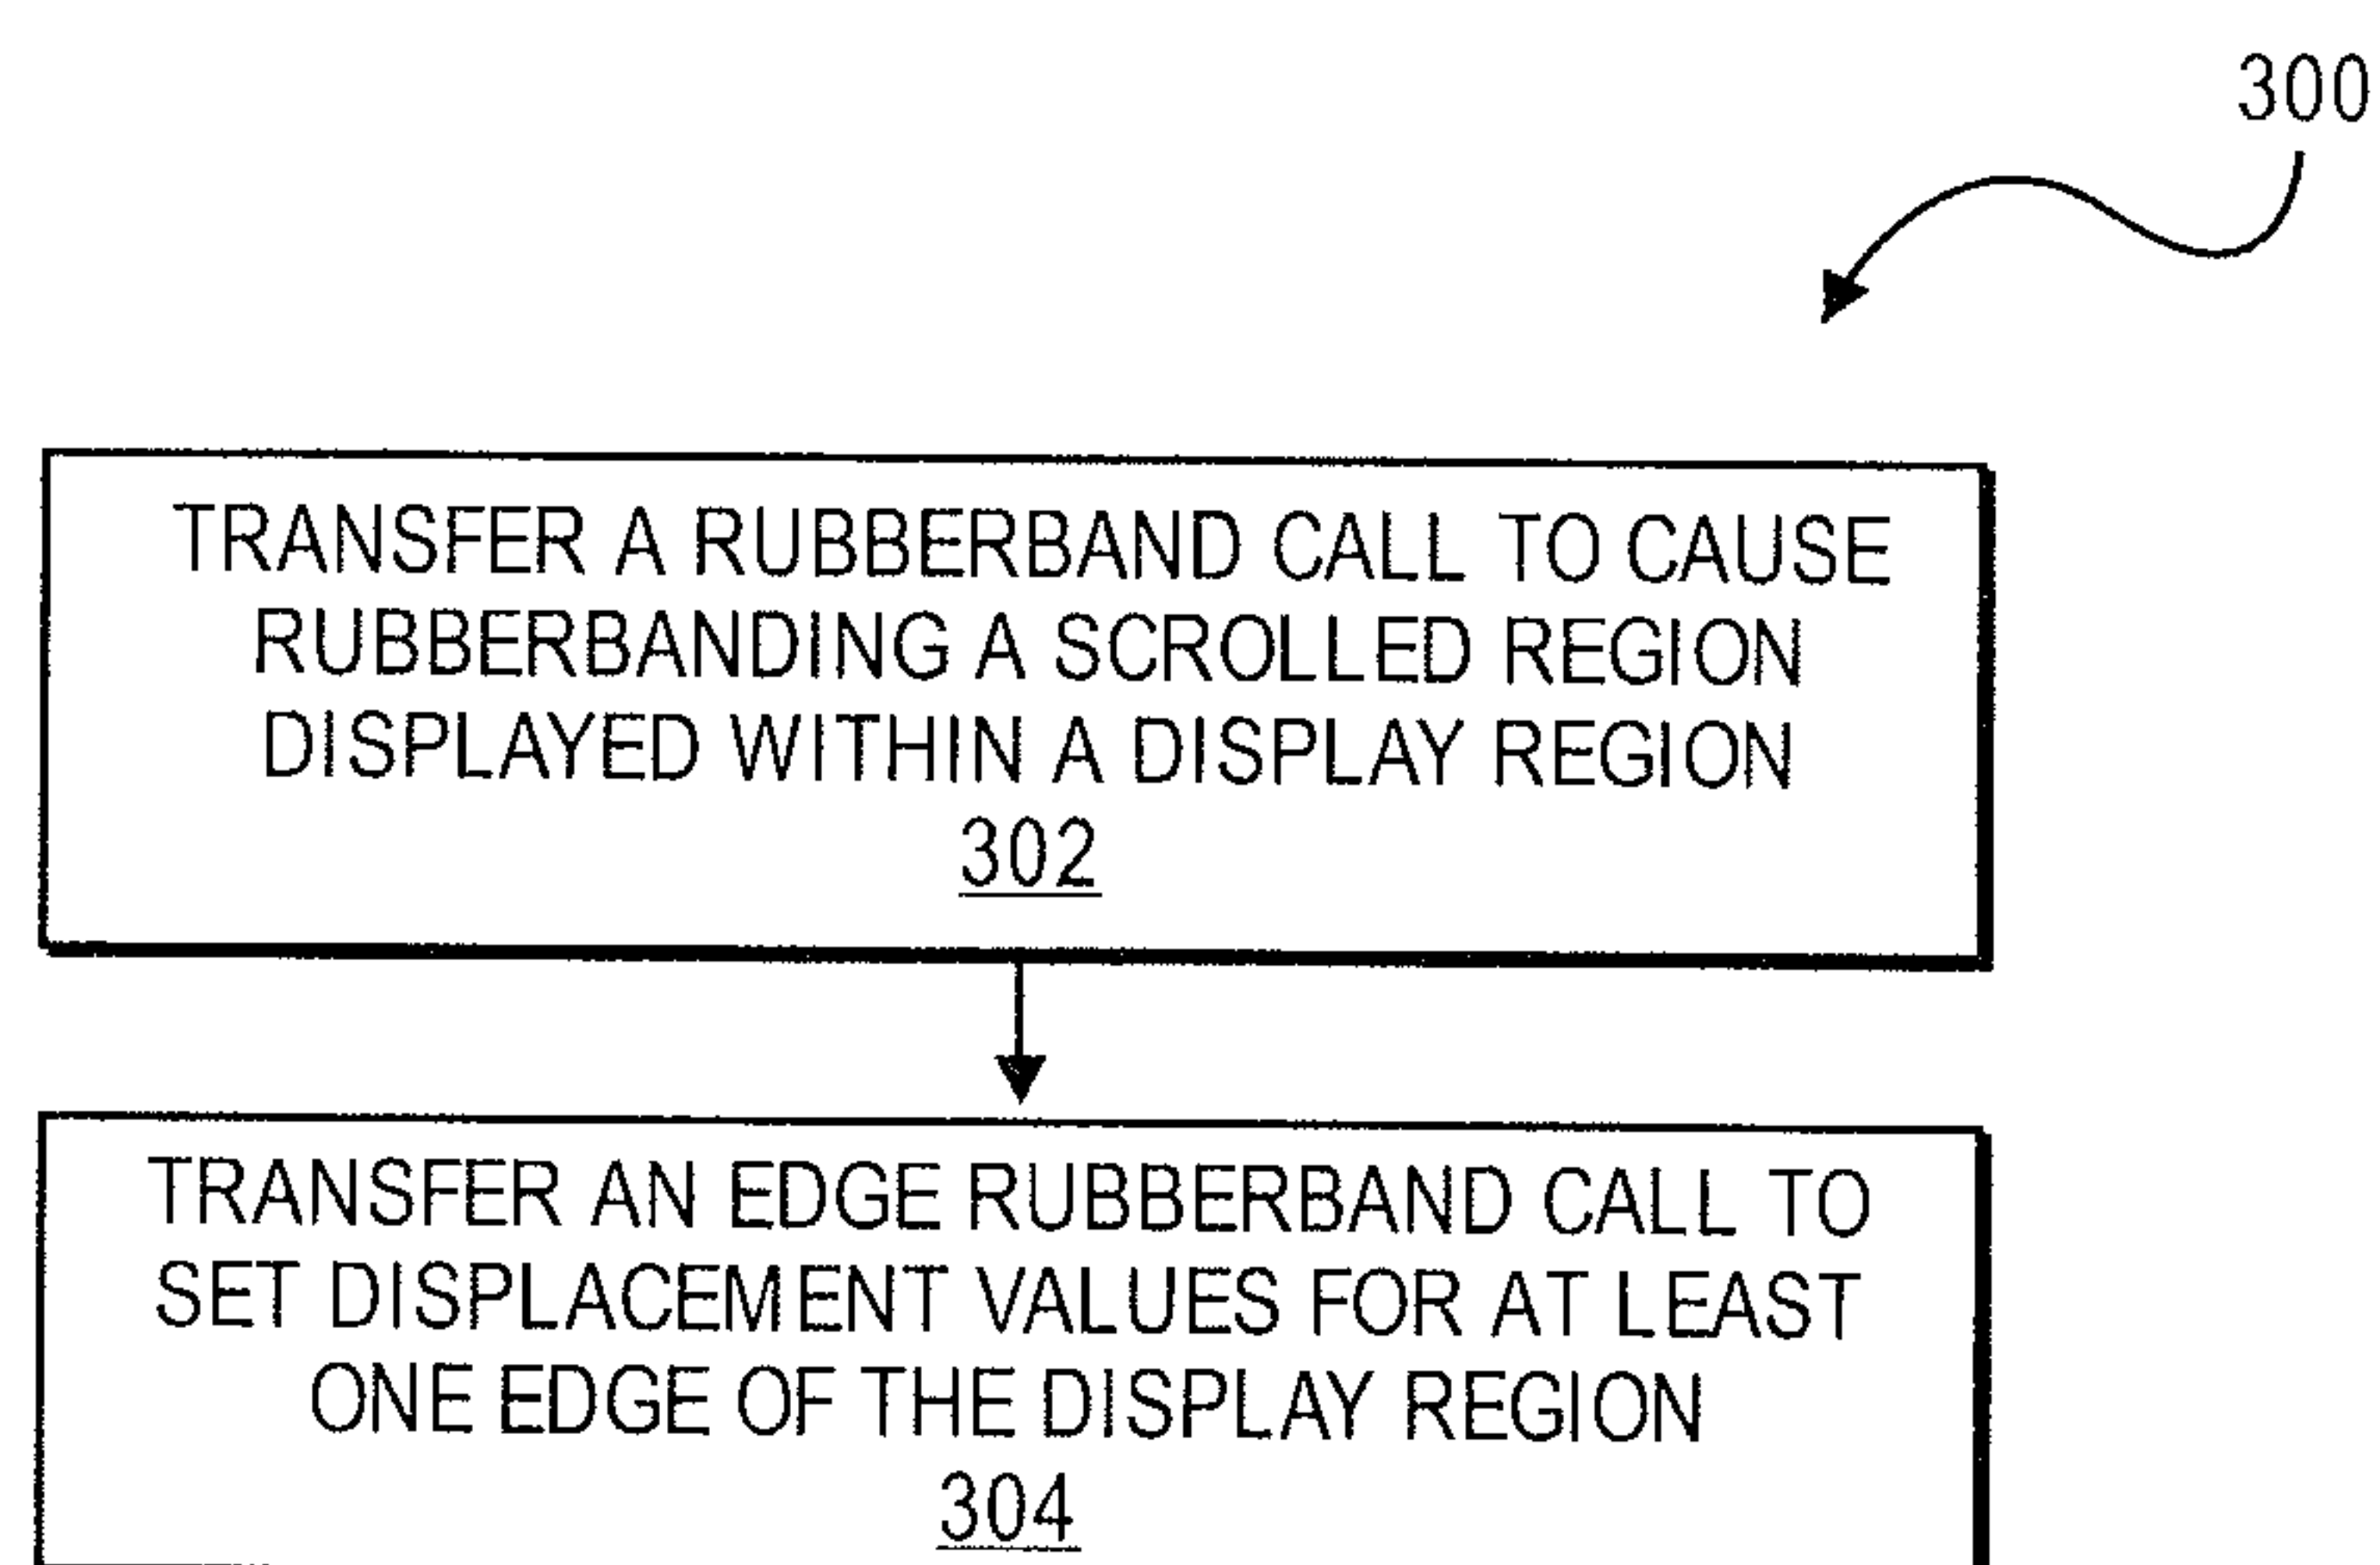 300
TRANSFER A RUBBERBAND CALL TO CAUSE
RUBBERBANDING A SCROLLED REGION
DISPLAYED WITHIN A DISPLAY REGION
302
TRANSFER AN EDGE RUBBERBAND CALL TO
SET DISPLACEMENT VALUES FOR AT LEAST
ONE EDGE OF THE DISPLAY REGION
304